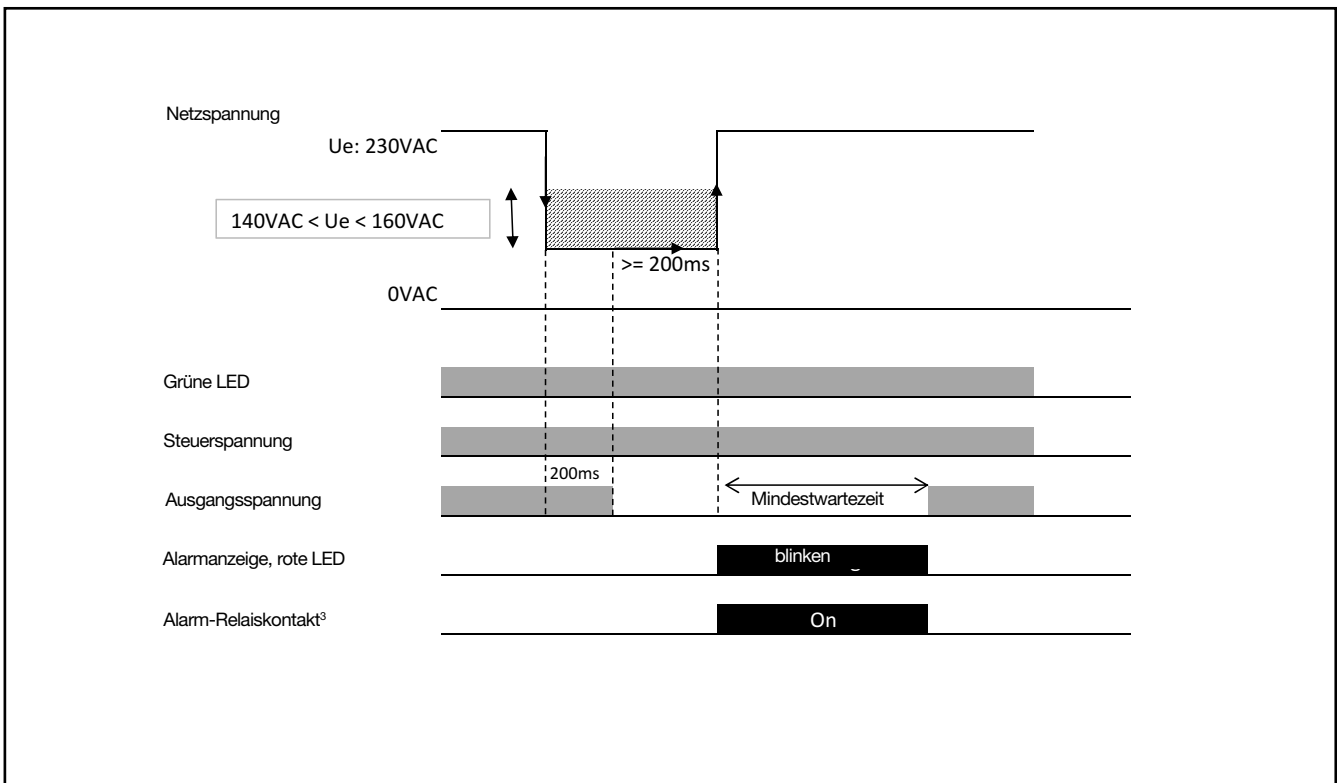 Netzspannung
Ue: 230VAC
140VAC < Ue < 160VAC
>= 200ms
0VAC
Grüne LED
Steuerspannung
200ms
Ausgangsspannung
Mindestwartezeit
Alarmanzeige, rote LED
blinken
Alarm-Relaiskontakt³
On